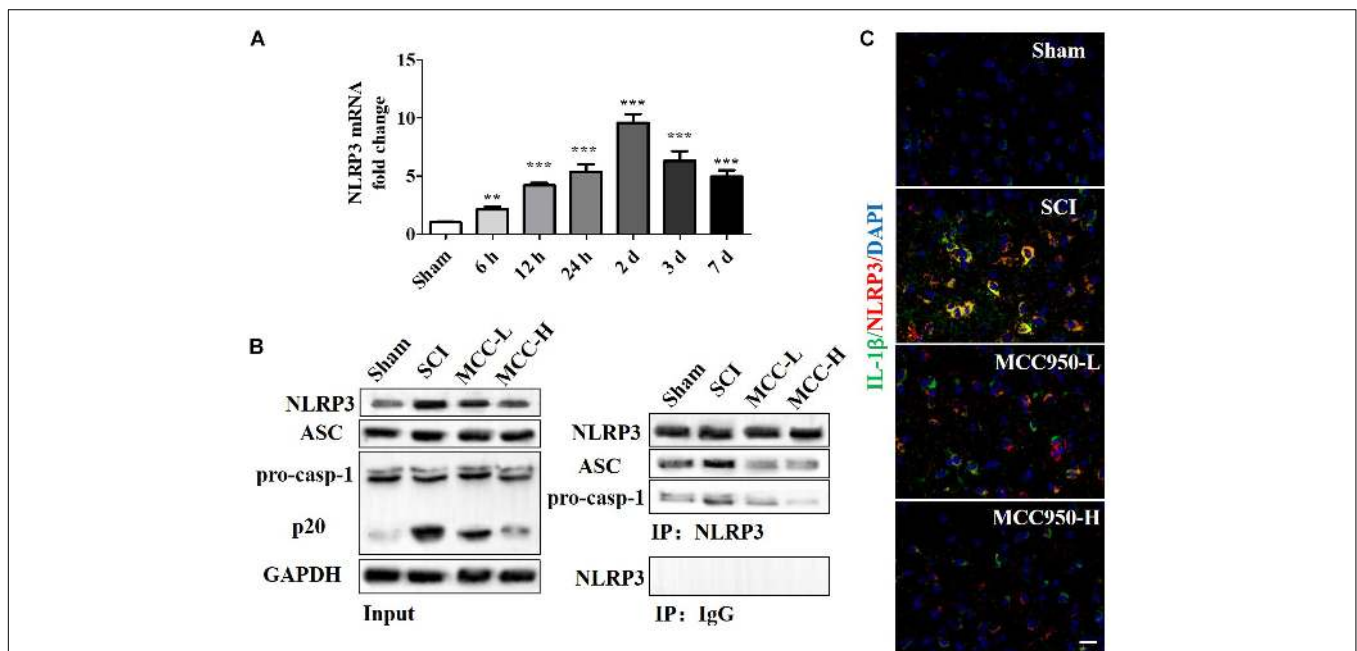 A
NLRP3 mRNA
fold change
15
10
5
0
**
***
***
***
***
***
Sham
6 h
12 h
24 h
2 d
3 d
7 d
B
Sham
SCI
MCC-L
MCC-H
NLRP3
ASC
pro-casp-1
p20
GAPDH
Input
Sham
SCI
MCC-L
MCC-H
NLRP3
ASC
pro-casp-1
IP: NLRP3
NLRP3
IP: IgG
C
IL-1β/NLRP3/DAPI
Sham
SCI
MCC950-L
MCC950-H